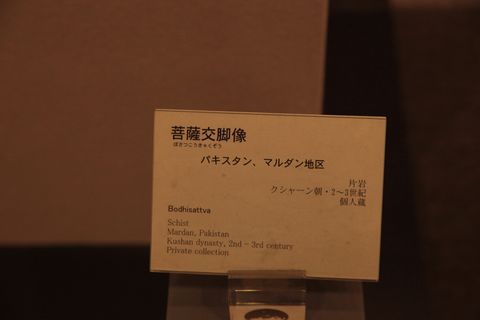 菩薩交脚像
ぼさつこうきゃくぞう
パキスタン、マルダン地区
片岩
クシャーン朝・2〜3世紀
個人蔵
Bodhisattva
Schist
Mardan, Pakistan
Kushan dynasty, 2nd – 3rd century
Private collection